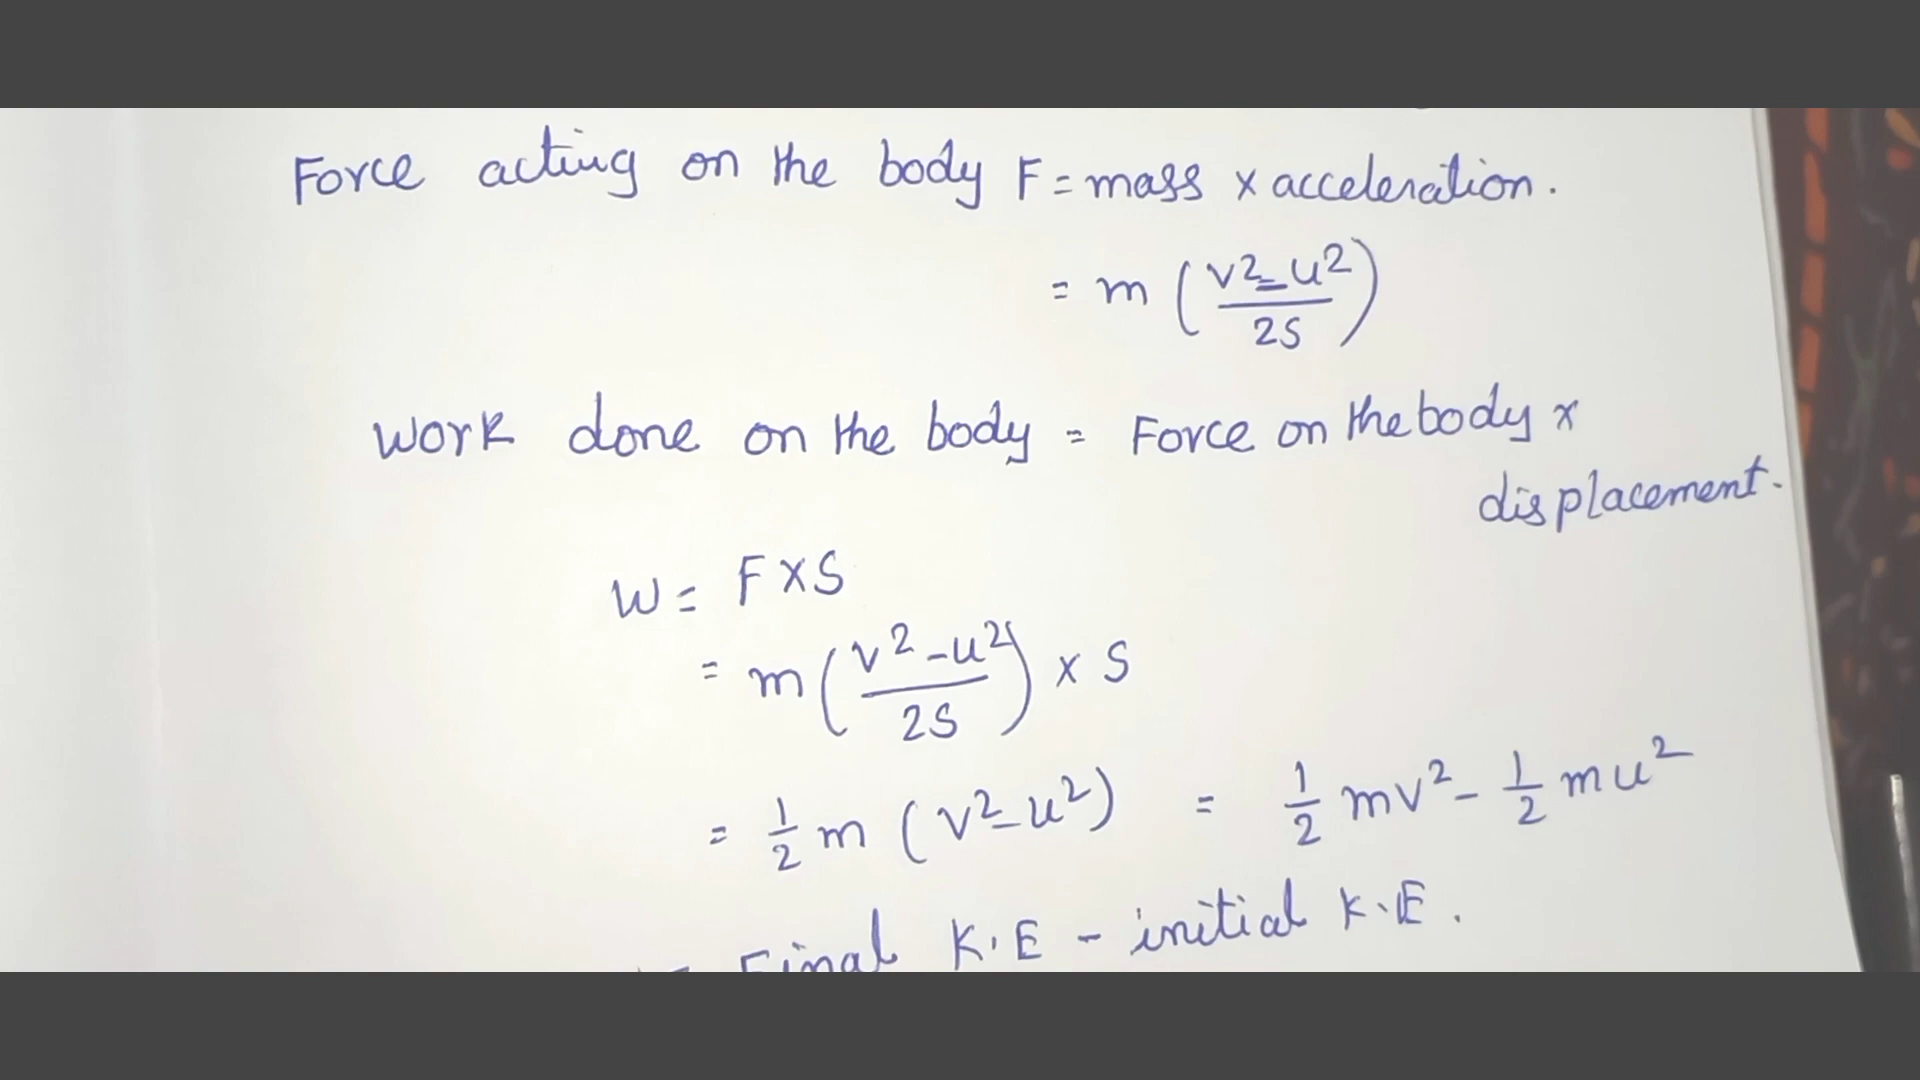 Force acting on the body F = mass x acceleration.
= m ( v² - u² / 2s )
Work done on the body = Force on the body x
displacement.
W = F x S
= m ( v² - u² / 2S ) x S
= 1/2 m ( v² - u² ) = 1/2 mv² - 1/2 mu²
= Final K.E - initial K.E.